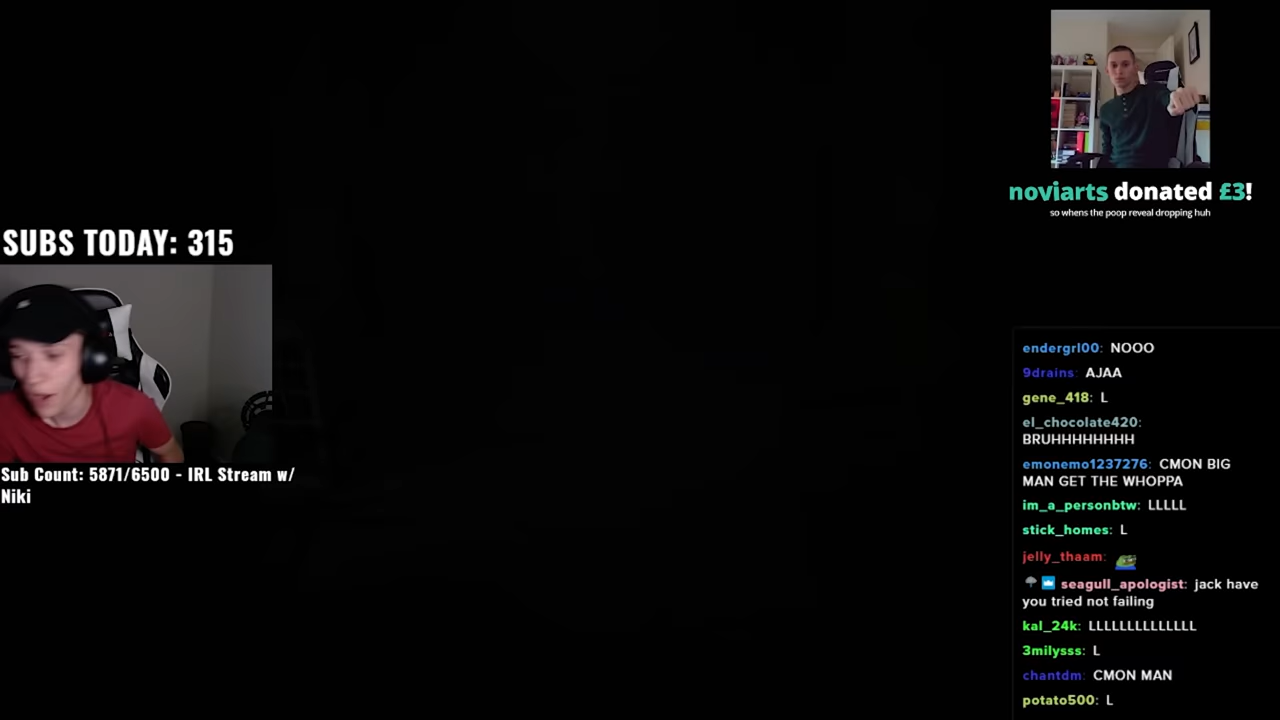 noviarts donated £3!
so whens the poop reveal dropping huh
SUBS TODAY: 315
Sub Count: 5871/6500 - IRL Stream w/
Niki
endergrl00: NOOO
9drains: AJAA
gene_418: L
el_chocolate420:
BRUHHHHHHHH
emonemo1237276: CMON BIG
MAN GET THE WHOPPA
im_a_personbtw: LLLLL
stick_homes: L
jelly_thaam:
seagull_apologist: jack have
you tried not failing
kal_24k: LLLLLLLLLLLLLL
3milysss: L
chantdm: CMON MAN
potato500: L